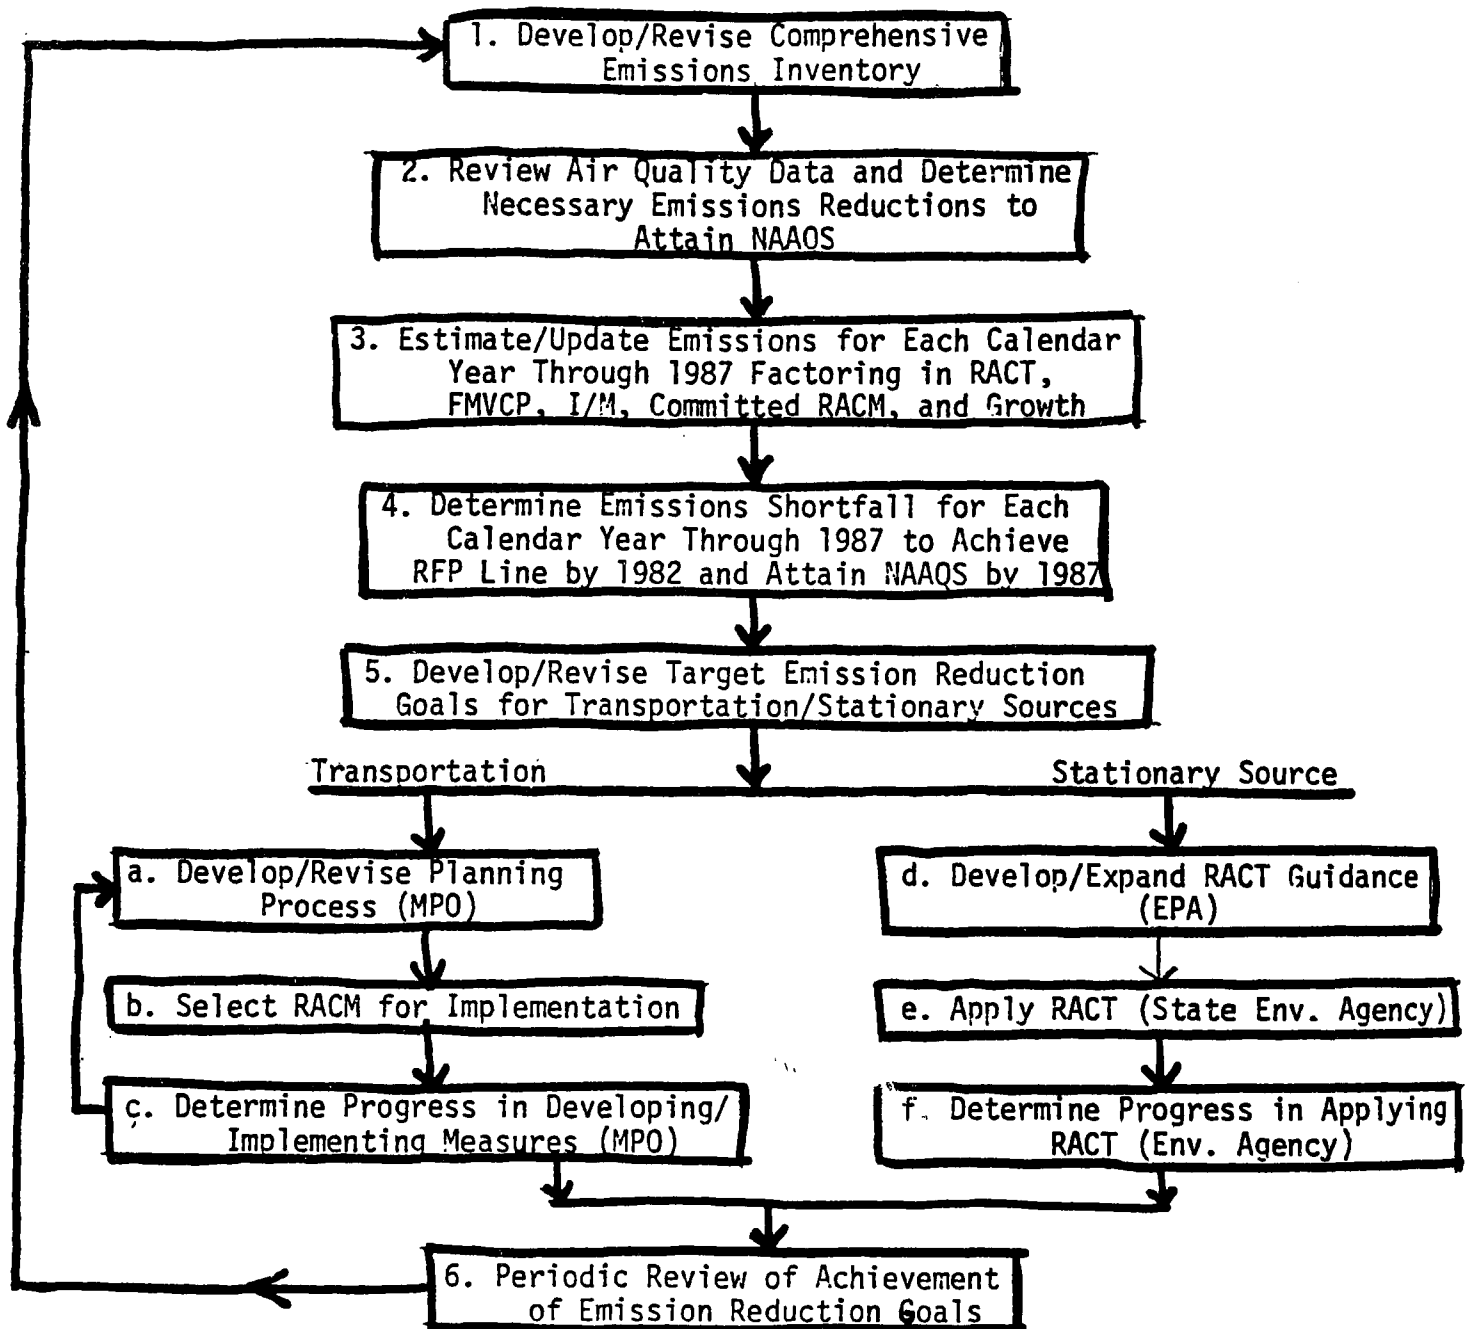 1. Develop/Revise Comprehensive
Emissions Inventory
2. Review Air Quality Data and Determine
Necessary Emissions Reductions to
Attain NAAQS
3. Estimate/Update Emissions for Each Calendar
Year Through 1987 Factoring in RACT,
FMVCP, I/M, Committed RACM, and Growth
4. Determine Emissions Shortfall for Each
Calendar Year Through 1987 to Achieve
RFP Line by 1982 and Attain NAAQS by 1987
5. Develop/Revise Target Emission Reduction
Goals for Transportation/Stationary Sources
Transportation
Stationary Source
a. Develop/Revise Planning
Process (MPO)
b. Select RACM for Implementation
c. Determine Progress in Developing/
Implementing Measures (MPO)
d. Develop/Expand RACT Guidance
(EPA)
e. Apply RACT (State Env. Agency)
f. Determine Progress in Applying
RACT (Env. Agency)
6. Periodic Review of Achievement
of Emission Reduction Goals